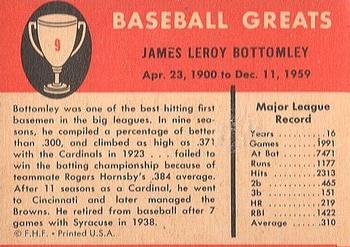 9
BASEBALL GREATS
JAMES LEROY BOTTOMLEY
Apr. 23, 1900 to Dec. 11, 1959
Bottomley was one of the best hitting first
basemen in the big leagues. In nine sea-
sons, he compiled a percentage of better
than .300, and climbed as high as .371
with the Cardinals in 1923 . . . failed to
win the batting championship because of
teammate Rogers Hornsby's .384 average.
After 11 seasons as a Cardinal, he went
to Cincinnati and later managed the
Browns. He retired from baseball after 7
games with Syracuse in 1938.
© F.H.F. • Printed U.S.A.
Major League
Record
Years 16
Games 1991
At Bat 7471
Runs 1177
Hits 2313
2b 465
3b 151
HR 219
RBI 1422
Average .310